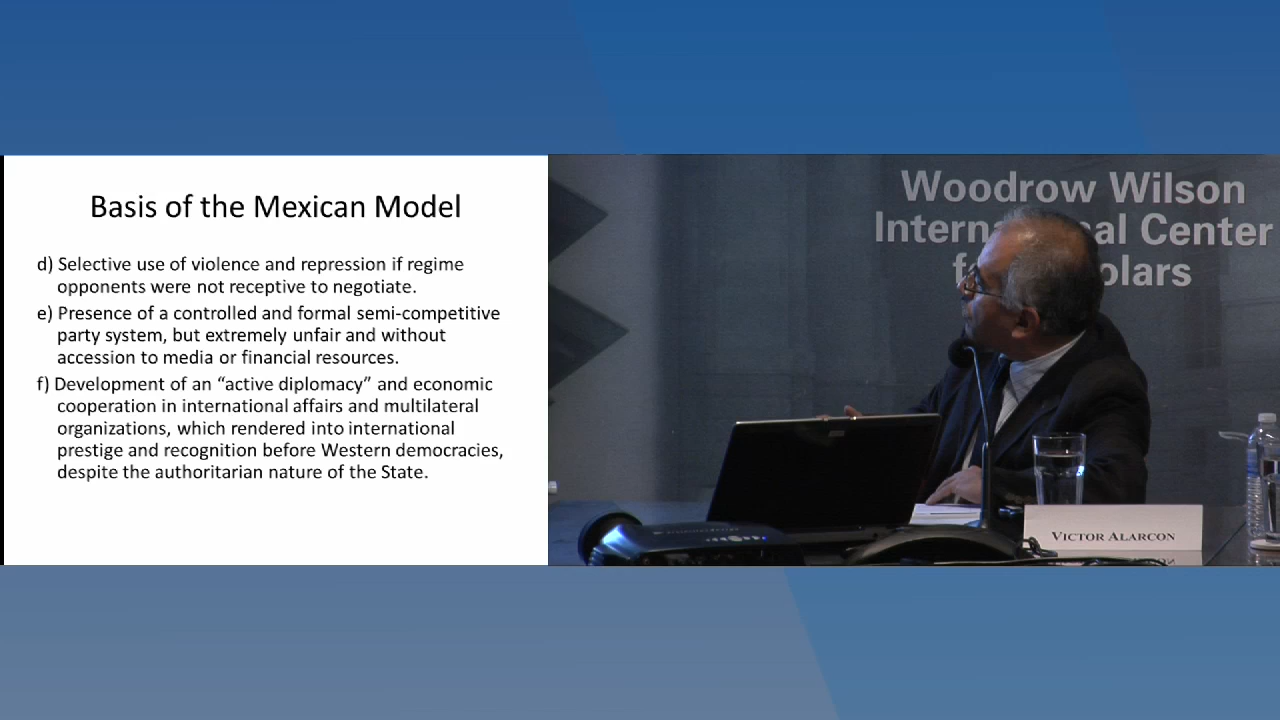 Basis of the Mexican Model
d) Selective use of violence and repression if regime
opponents were not receptive to negotiate.
e) Presence of a controlled and formal semi-competitive
party system, but extremely unfair and without
accession to media or financial resources.
f) Development of an “active diplomacy” and economic
cooperation in international affairs and multilateral
organizations, which rendered into international
prestige and recognition before Western democracies,
despite the authoritarian nature of the State.
Woodrow Wilson
Intern al Center
f olars
VICTOR ALARCON